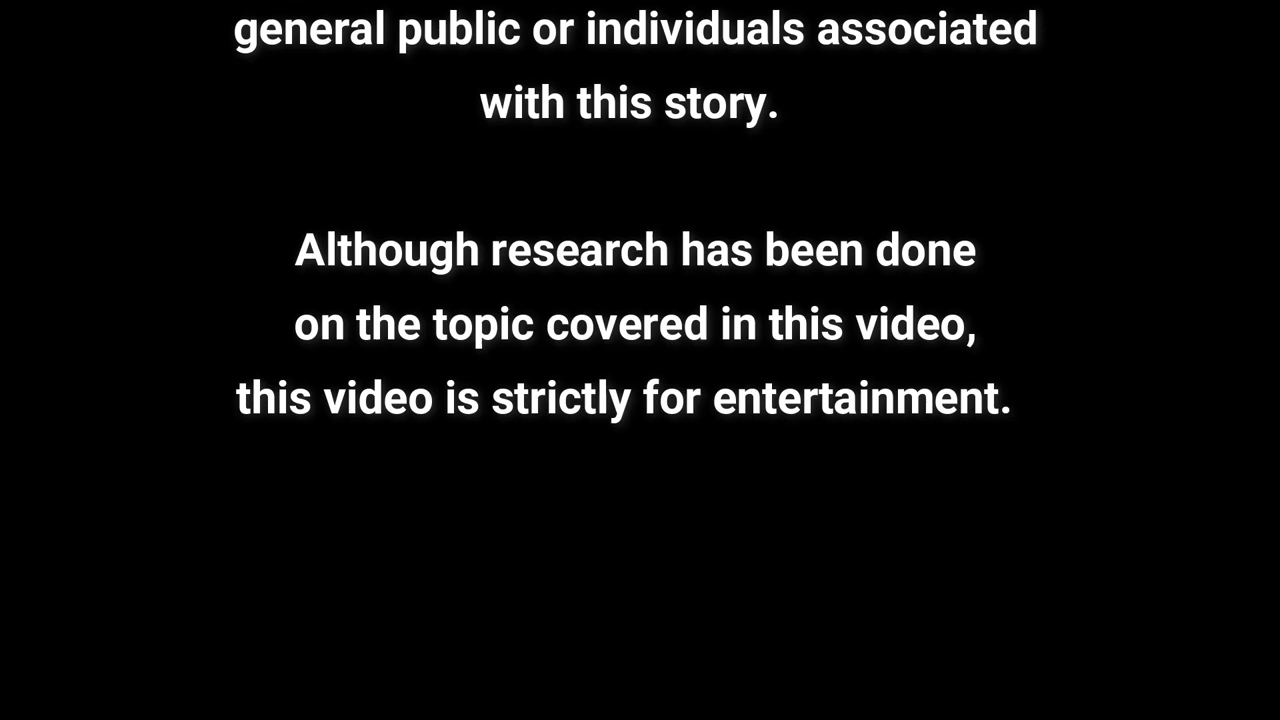 general public or individuals associated
with this story.
Although research has been done
on the topic covered in this video,
this video is strictly for entertainment.